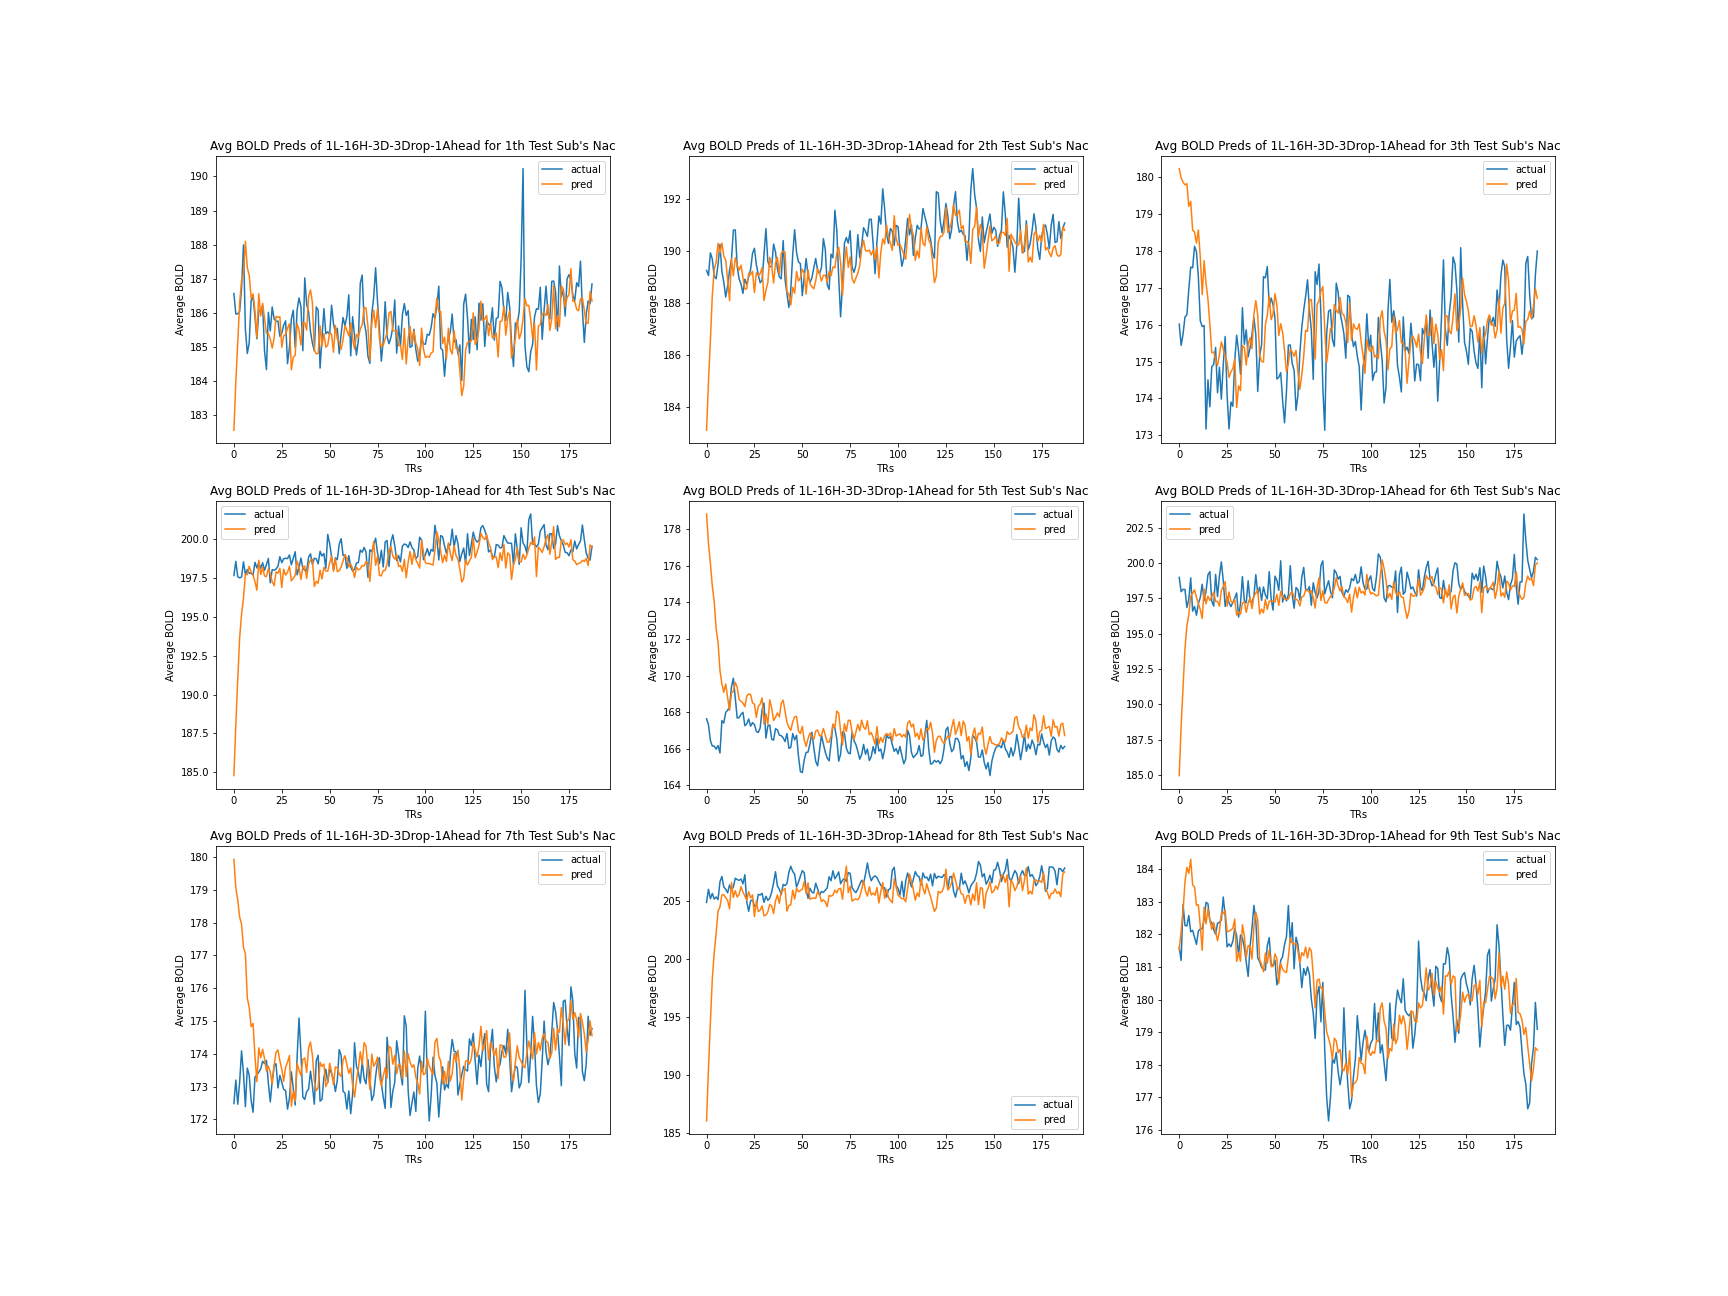 Avg BOLD Preds of 1L-16H-3D-3Drop-1Ahead for 1th Test Sub's Nac
actual
pred
190
189
188
187
186
185
184
183
Average BOLD
0 25 50 75 100 125 150 175
TRs
Avg BOLD Preds of 1L-16H-3D-3Drop-1Ahead for 2th Test Sub's Nac
actual
pred
192
190
188
186
184
Average BOLD
0 25 50 75 100 125 150 175
TRs
Avg BOLD Preds of 1L-16H-3D-3Drop-1Ahead for 3th Test Sub's Nac
actual
pred
180
179
178
177
176
175
174
173
Average BOLD
0 25 50 75 100 125 150 175
TRs
Avg BOLD Preds of 1L-16H-3D-3Drop-1Ahead for 4th Test Sub's Nac
actual
pred
200.0
197.5
195.0
192.5
190.0
187.5
185.0
Average BOLD
0 25 50 75 100 125 150 175
TRs
Avg BOLD Preds of 1L-16H-3D-3Drop-1Ahead for 5th Test Sub's Nac
actual
pred
178
176
174
172
170
168
166
164
Average BOLD
0 25 50 75 100 125 150 175
TRs
Avg BOLD Preds of 1L-16H-3D-3Drop-1Ahead for 6th Test Sub's Nac
actual
pred
202.5
200.0
197.5
195.0
192.5
190.0
187.5
185.0
Average BOLD
0 25 50 75 100 125 150 175
TRs
Avg BOLD Preds of 1L-16H-3D-3Drop-1Ahead for 7th Test Sub's Nac
actual
pred
180
179
178
177
176
175
174
173
172
Average BOLD
0 25 50 75 100 125 150 175
TRs
Avg BOLD Preds of 1L-16H-3D-3Drop-1Ahead for 8th Test Sub's Nac
205
200
195
190
185
Average BOLD
actual
pred
0 25 50 75 100 125 150 175
TRs
Avg BOLD Preds of 1L-16H-3D-3Drop-1Ahead for 9th Test Sub's Nac
actual
pred
184
183
182
181
180
179
178
177
176
Average BOLD
0 25 50 75 100 125 150 175
TRs